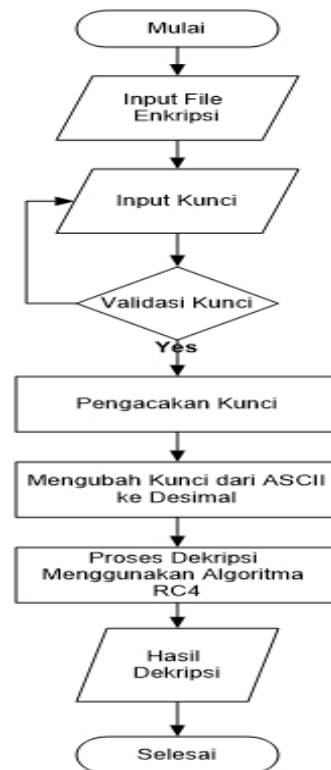 Mulai
Input File
Enkripsi
Input Kunci
Validasi Kunci
Yes
Pengacakan Kunci
Mengubah Kunci dari ASCII
ke Desimal
Proses Dekripsi
Menggunakan Algoritma
RC4
Hasil
Dekripsi
Selesai